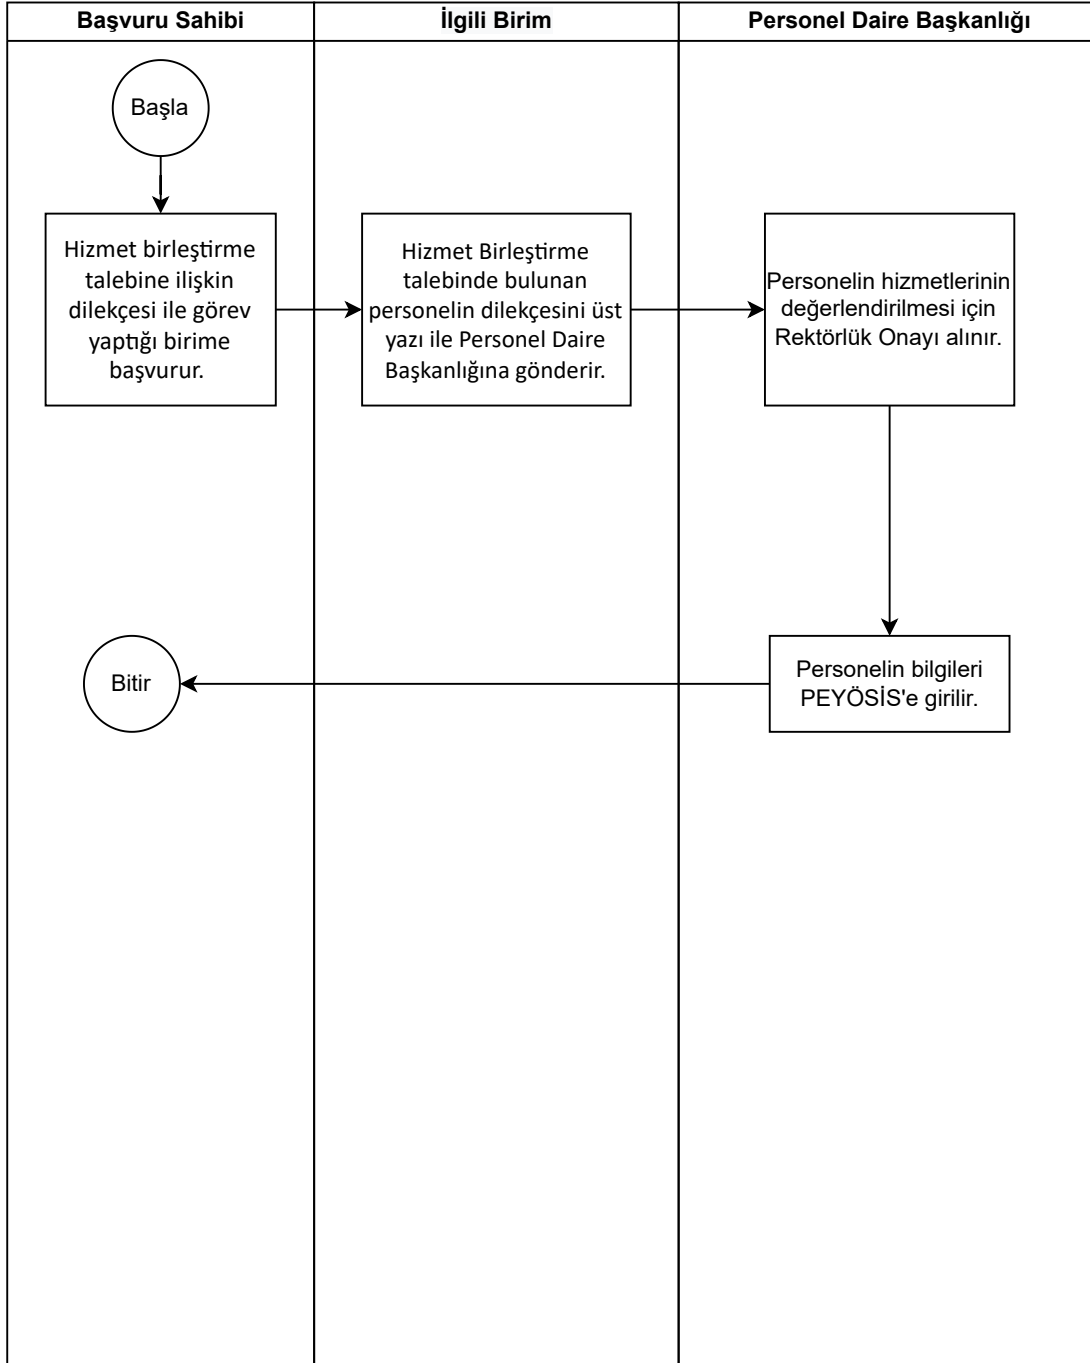 Başvuru Sahibi
İlgili Birim
Personel Daire Başkanlığı
Başla
Hizmet birleştirme
talebine ilişkin
dilekçesi ile görev
yaptığı birime
başvurur.
Hizmet Birleştirme
talebinde bulunan
personelin dilekçesini üst
yazı ile Personel Daire
Başkanlığına gönderir.
Personelin hizmetlerinin
değerlendirilmesi için
Rektörlük Onayı alınır.
Personelin bilgileri
PEYÖSİS'e girilir.
Bitir